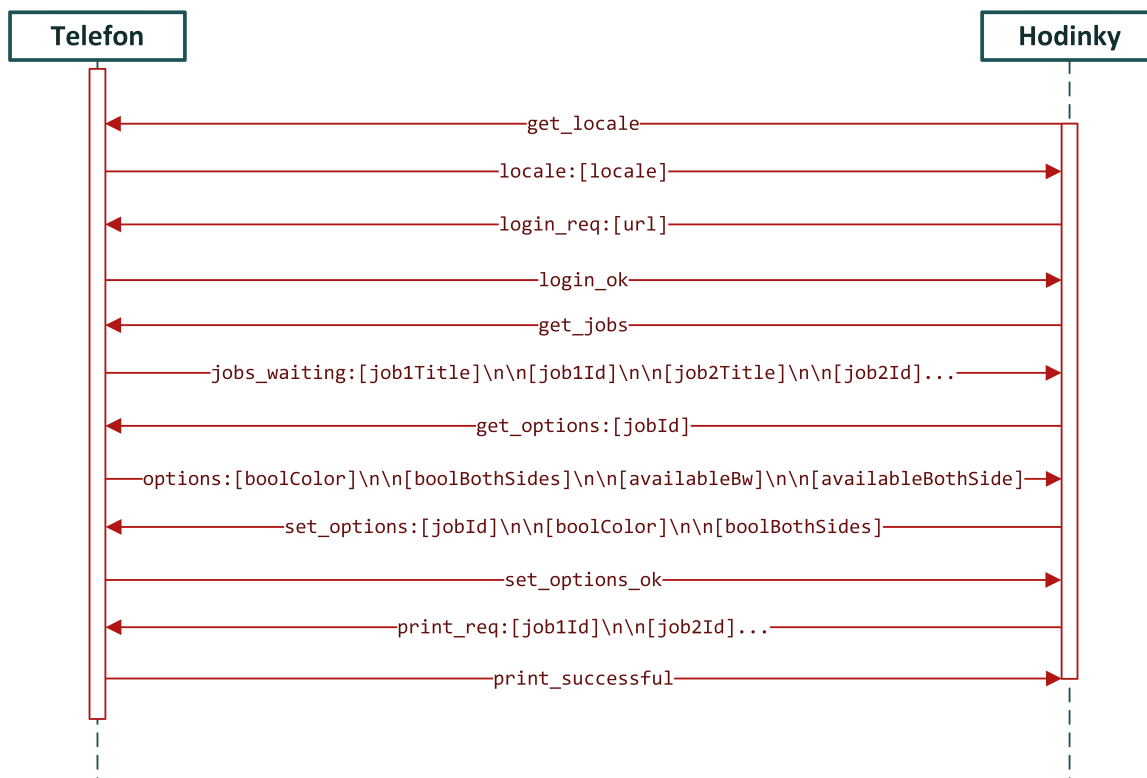 Telefon
Hodinky
get_locale
locale:[locale]
login_req:[url]
login_ok
get_jobs
jobs_waiting:[job1Title]\n\n[job1Id]\n\n[job2Title]\n\n[job2Id]...
get_options:[jobId]
options:[boolColor]\n\n[boolBothSides]\n\n[availableBw]\n\n[availableBothSide]
set_options:[jobId]\n\n[boolColor]\n\n[boolBothSides]
set_options_ok
print_req:[job1Id]\n\n[job2Id]...
print_successful